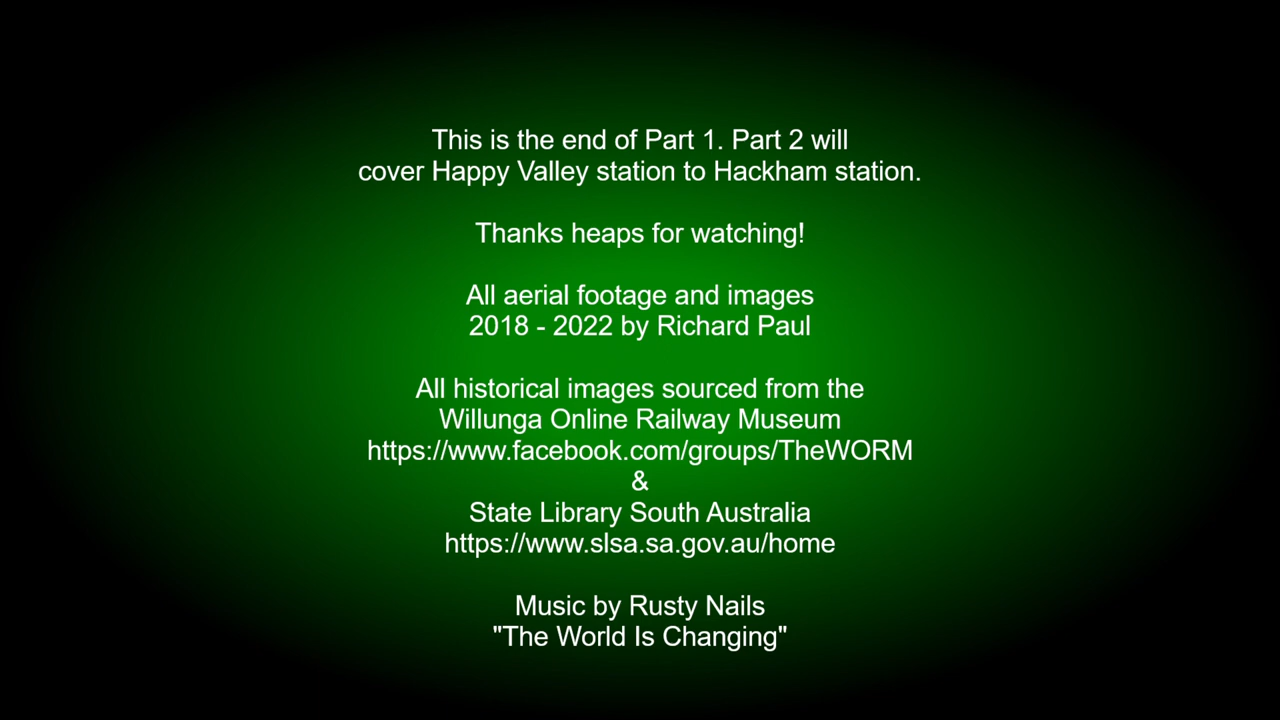 This is the end of Part 1. Part 2 will
cover Happy Valley station to Hackham station.
Thanks heaps for watching!
All aerial footage and images
2018 - 2022 by Richard Paul
All historical images sourced from the
Willunga Online Railway Museum
https://www.facebook.com/groups/TheWORM
&
State Library South Australia
https://www.slsa.sa.gov.au/home
Music by Rusty Nails
"The World Is Changing"